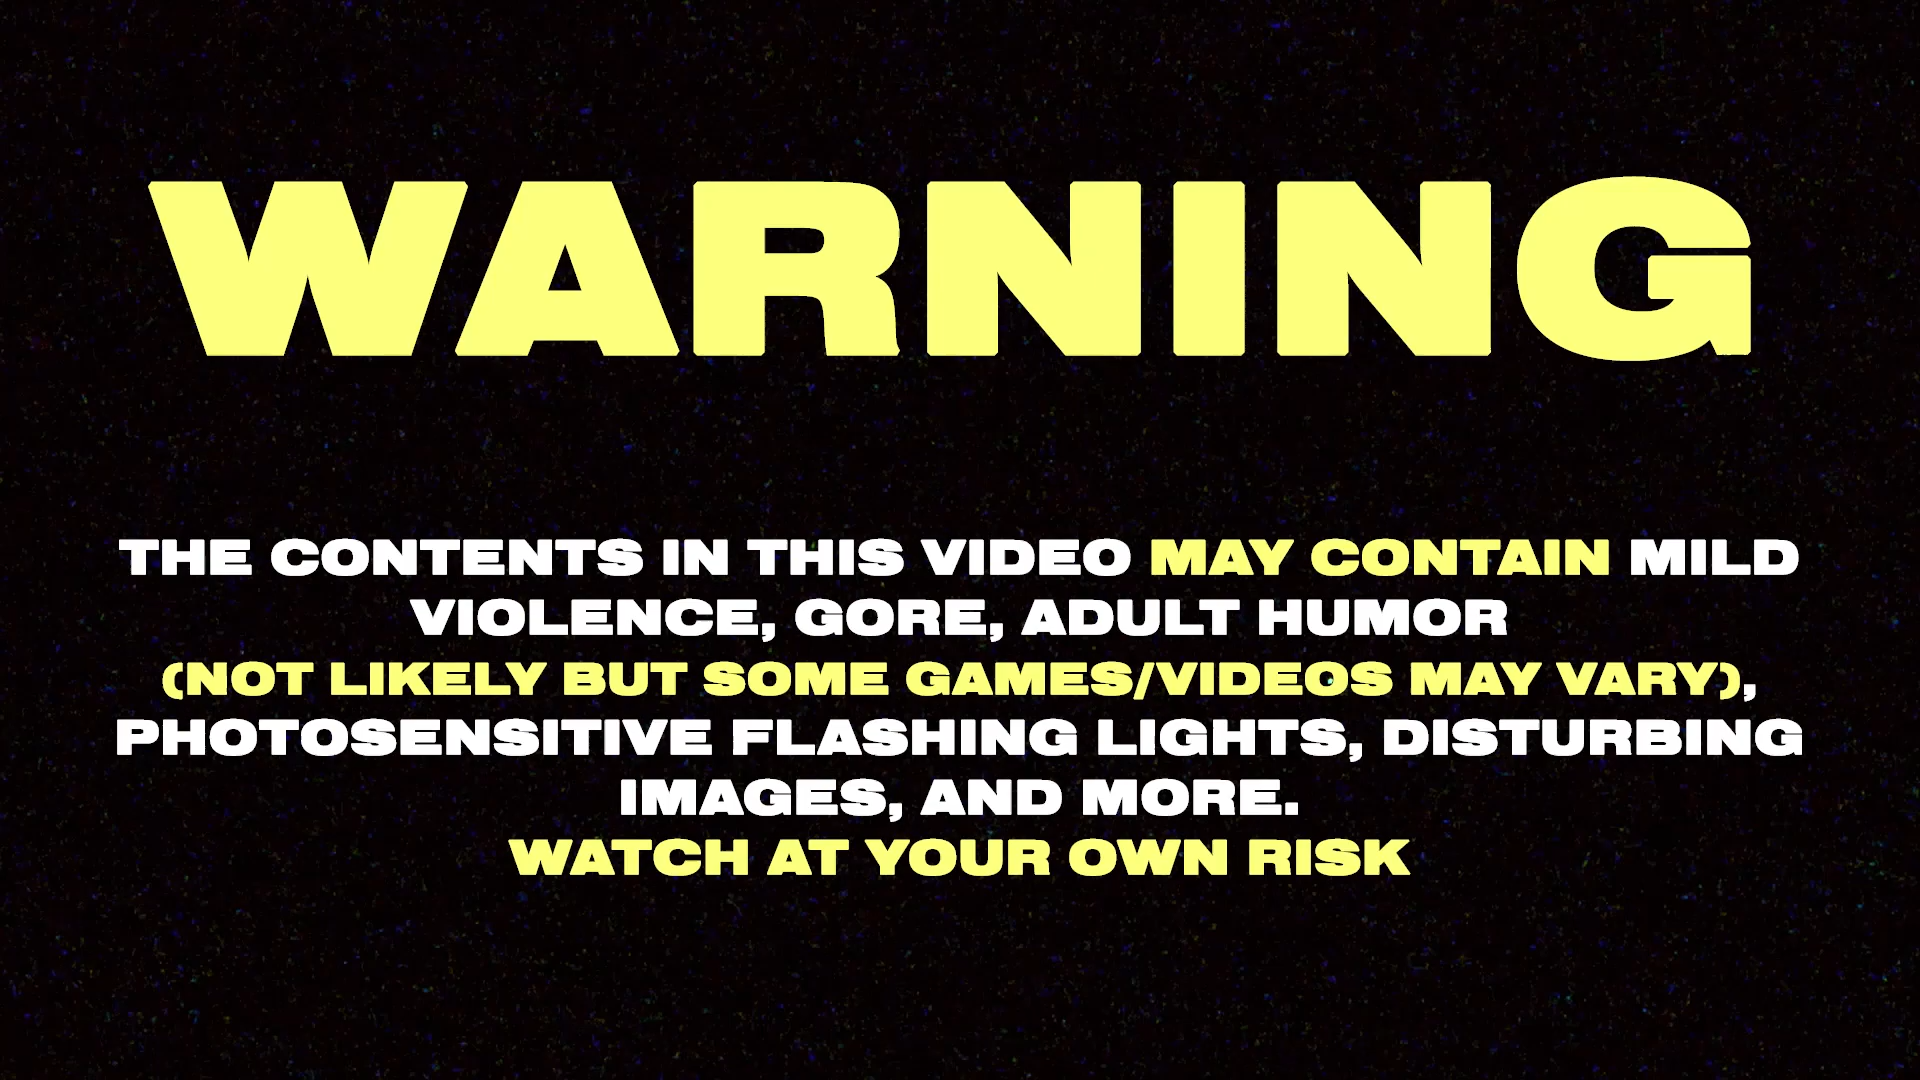 WARNING
THE CONTENTS IN THIS VIDEO MAY CONTAIN MILD
VIOLENCE, GORE, ADULT HUMOR
(NOT LIKELY BUT SOME GAMES/VIDEOS MAY VARY),
PHOTOSENSITIVE FLASHING LIGHTS, DISTURBING
IMAGES, AND MORE.
WATCH AT YOUR OWN RISK